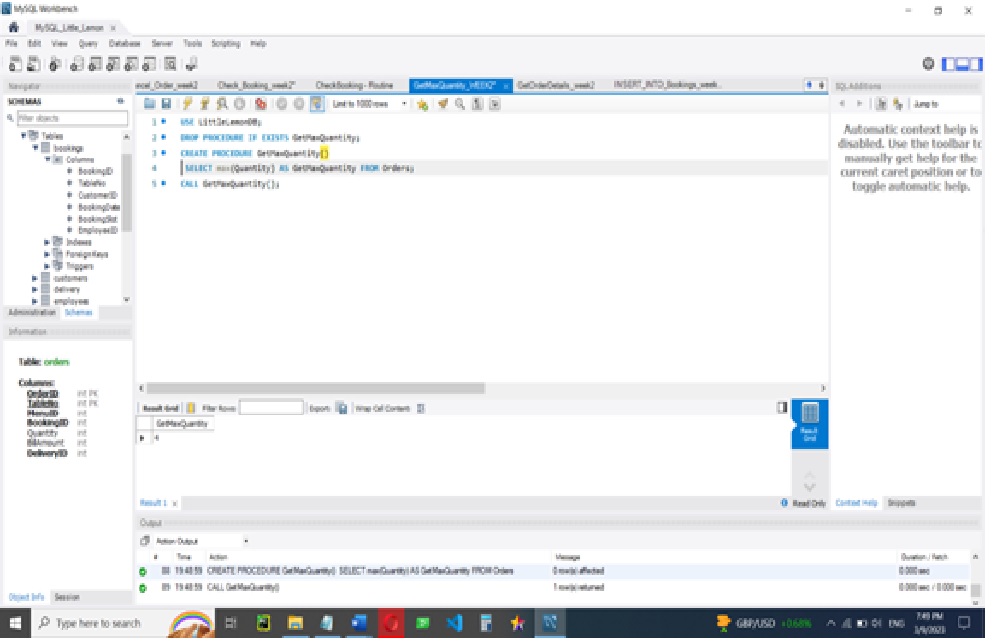 MySQL Workbench
MySQL_Little_Lemon x
File Edit View Query Database Server Tools Scripting Help
Navigator
SCHEMAS
Filter objects
Tables
bookings
Columns
BookingID
TableNo
CustomerID
BookingDate
BookingSlot
EmployeeID
Indexes
Foreign Keys
Triggers
customers
delivery
employees
Administration Schemas
Information
Table: orders
Columns:
OrderID int PK
TableNo int PK
MenuID int
BookingID int
Quantity int
BillAmount int
DeliveryID int
Object Info Session
ncel_Order_week2 Check_Booking_week2* CheckBooking - Routine GetMaxQuantity_WEEK2* x GetOrderDetails_week2 INSERT_INTO_Bookings_week...
Limit to 1000 rows
1 USE LittleLemonDB;
2 DROP PROCEDURE IF EXISTS GetMaxQuantity;
3 CREATE PROCEDURE GetMaxQuantity()
4 SELECT max(Quantity) AS GetMaxQuantity FROM Orders;
5 CALL GetMaxQuantity();
Result Grid Filter Rows: Export: Wrap Cell Content:
GetMaxQuantity
4
Result Grid
Result 1 x
Read Only
Output
Action Output
# Time Action Message Duration / Fetch
88 19:48:59 CREATE PROCEDURE GetMaxQuantity() SELECT max(Quantity) AS GetMaxQuantity FROM Orders 0 row(s) affected 0.000 sec
89 19:48:59 CALL GetMaxQuantity() 1 row(s) returned 0.000 sec / 0.000 sec
SQLAdditions
Jump to
Automatic context help is
disabled. Use the toolbar to
manually get help for the
current caret position or to
toggle automatic help.
Context Help Snippets
Type here to search
GBP/USD +0.68%
ENG
7:49 PM
3/9/2023